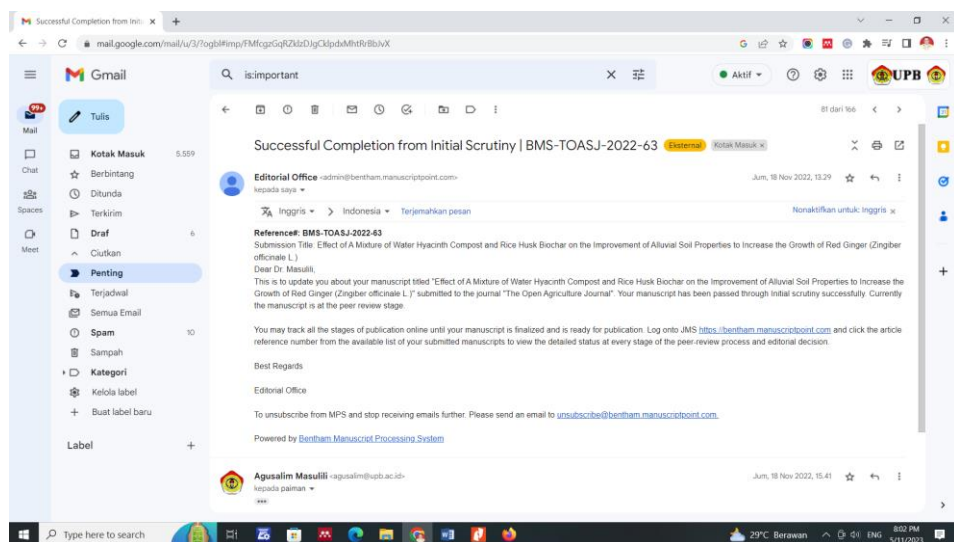 Successful Completion from Initi
mail.google.com/mail/u/3/?ogbl#imp/FMfcgzGqRZklzDJgCklpdxMhtRrBbJvX
Gmail
is:important
Aktif
UPB
99+
Mail
Chat
Spaces
Meet
Tulis
Kotak Masuk 5.559
Berbintang
Ditunda
Terkirim
Draf 6
Ciutkan
Penting
Terjadwal
Semua Email
Spam 10
Sampah
Kategori
Kelola label
Buat label baru
Label
81 dari 166
Successful Completion from Initial Scrutiny | BMS-TOASJ-2022-63 Eksternal Kotak Masuk x
Editorial Office <admin@bentham.manuscriptpoint.com> Jum, 18 Nov 2022, 13.29
kepada saya
Inggris > Indonesia Terjemahkan pesan Nonaktifkan untuk: Inggris x
Reference#: BMS-TOASJ-2022-63
Submission Title: Effect of A Mixture of Water Hyacinth Compost and Rice Husk Biochar on the Improvement of Alluvial Soil Properties to Increase the Growth of Red Ginger (Zingiber
officinale L.)
Dear Dr. Masulili,
This is to update you about your manuscript titled "Effect of A Mixture of Water Hyacinth Compost and Rice Husk Biochar on the Improvement of Alluvial Soil Properties to Increase the
Growth of Red Ginger (Zingiber officinale L.)" submitted to the journal "The Open Agriculture Journal". Your manuscript has been passed through Initial scrutiny successfully. Currently
the manuscript is at the peer review stage.
You may track all the stages of publication online until your manuscript is finalized and is ready for publication. Log onto JMS https://bentham.manuscriptpoint.com and click the article
reference number from the available list of your submitted manuscripts to view the detailed status at every stage of the peer-review process and editorial decision.
Best Regards
Editorial Office
To unsubscribe from MPS and stop receiving emails further. Please send an email to unsubscribe@bentham.manuscriptpoint.com.
Powered by Bentham Manuscript Processing System
Agusalim Masulili <agusalim@upb.ac.id> Jum, 18 Nov 2022, 15.41
kepada paiman
Type here to search
29°C Berawan
ENG
8:02 PM
5/11/2023